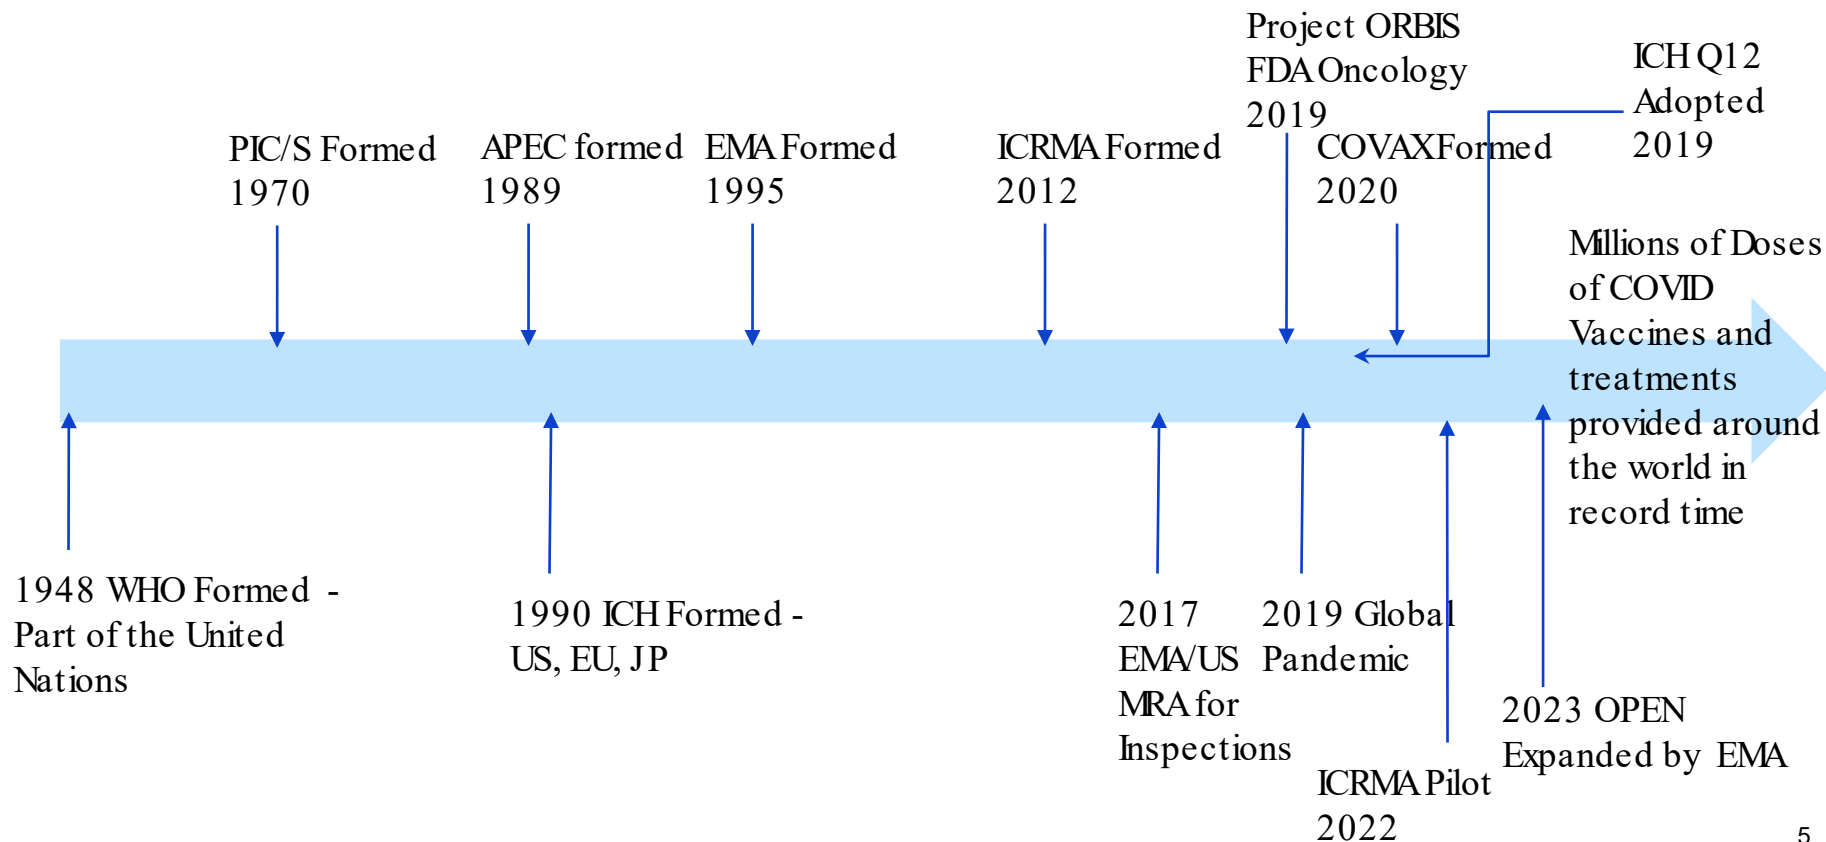 Project ORBIS
FDA Oncology
2019
ICH Q12
Adopted
2019
PIC/S Formed
1970
APEC formed
1989
EMA Formed
1995
ICRMA Formed
2012
COVAX Formed
2020
Millions of Doses
of COVID
Vaccines and
treatments
provided around
the world in
record time
1948 WHO Formed -
Part of the United
Nations
1990 ICH Formed -
US, EU, JP
2017
EMA/US
MRA for
Inspections
2019 Global
Pandemic
ICRMA Pilot
2022
2023 OPEN
Expanded by EMA
5